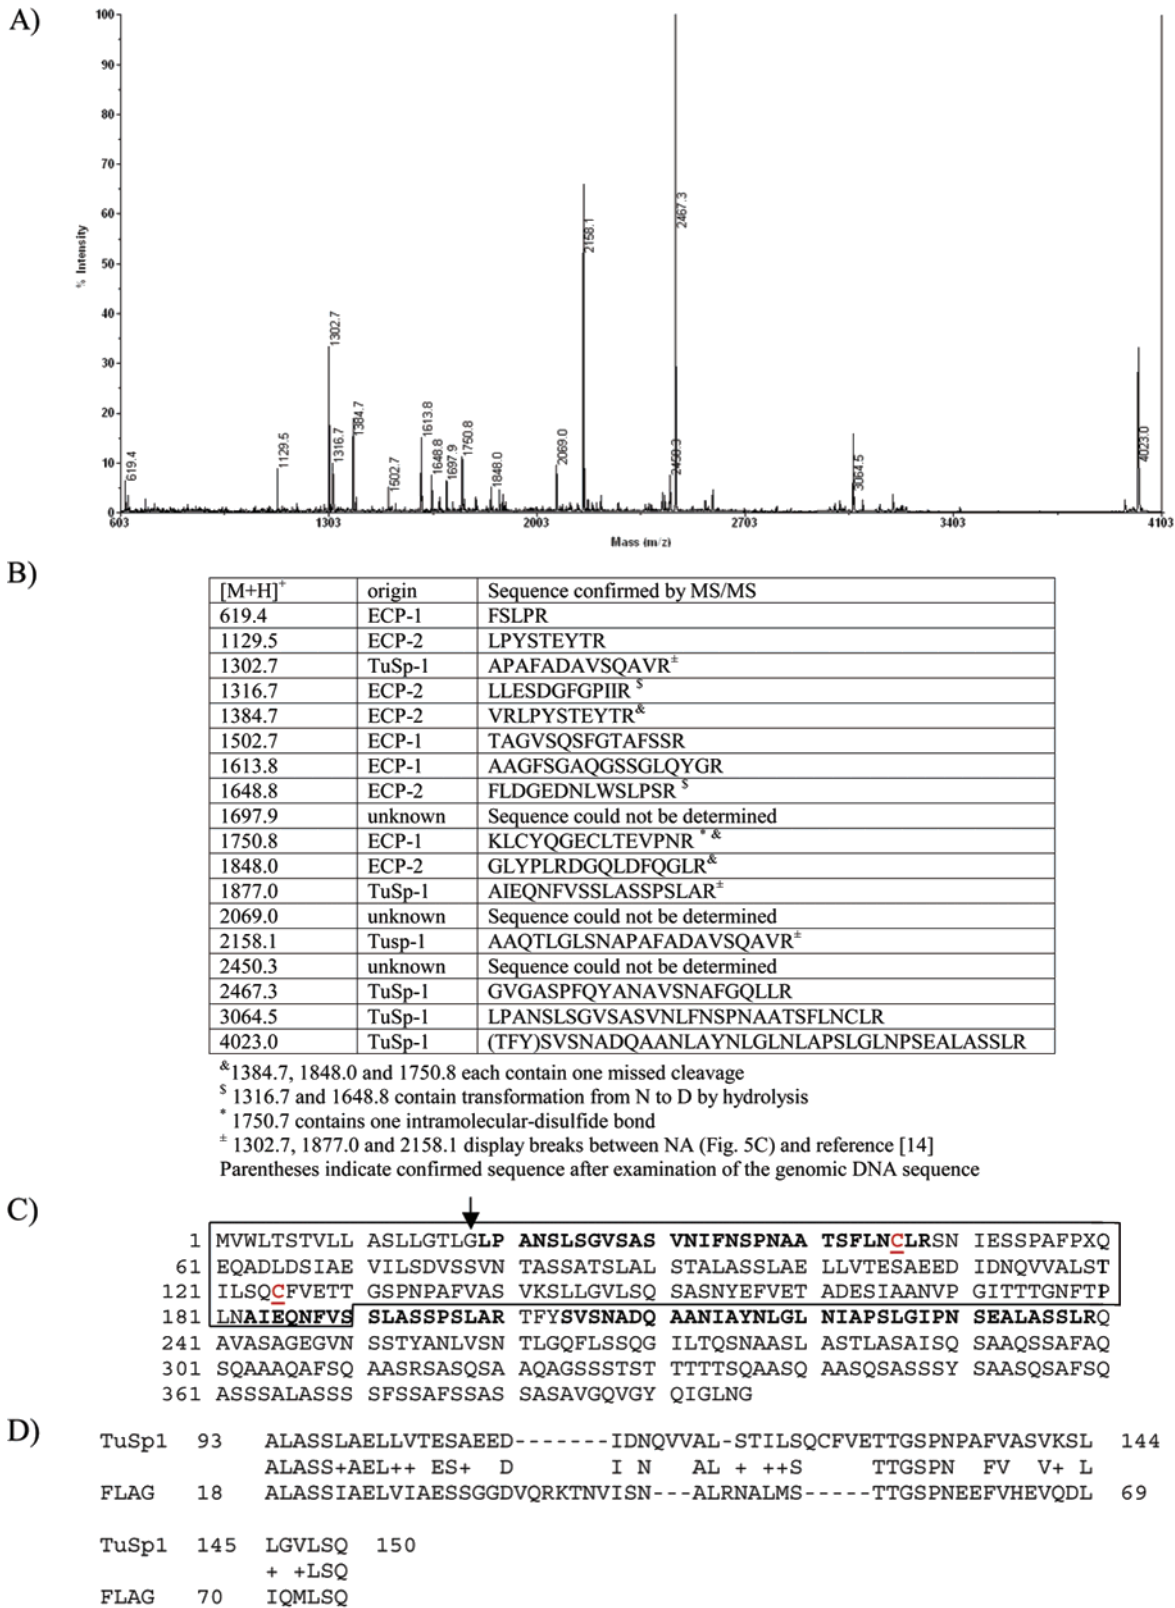 A)
% Intensity
100
90
80
70
60
50
40
30
20
10
0
603 1303 2003 2703 3403 4103
Mass (m/z)
619.4
1129.5
1302.7
1316.7
1384.7
1502.7
1613.8
1648.8
1697.9
1750.8
1848.0
2069.0
2158.1
2450.3
2467.3
3064.5
4023.0
B)
[M+H]+ origin Sequence confirmed by MS/MS
619.4 ECP-1 FSLPR
1129.5 ECP-2 LPYSTEYTR
1302.7 TuSp-1 APAFADAVSQAVR±
1316.7 ECP-2 LLESDGFGPIIR $
1384.7 ECP-2 VRLPYSTEYTR&
1502.7 ECP-1 TAGVSQSFGTAFSSR
1613.8 ECP-1 AAGFSGAQGSSGLQYGR
1648.8 ECP-2 FLDGEDNLWSLPSR $
1697.9 unknown Sequence could not be determined
1750.8 ECP-1 KLCYQGECLTEVPNR * &
1848.0 ECP-2 GLYPLRDGQLDFQGLR&
1877.0 TuSp-1 AIEQNFVSSLASSPSLAR±
2069.0 unknown Sequence could not be determined
2158.1 Tusp-1 AAQTLGLSNAPAFADAVSQAVR±
2450.3 unknown Sequence could not be determined
2467.3 TuSp-1 GVGASPFQYANAVSNAFGQLLR
3064.5 TuSp-1 LPANSLSGVSASVNLFNSPNAATSFLNCLR
4023.0 TuSp-1 (TFY)SVSNADQAANLAYNLGLNLAPSLGLNPSEALASSLR
&1384.7, 1848.0 and 1750.8 each contain one missed cleavage
$ 1316.7 and 1648.8 contain transformation from N to D by hydrolysis
* 1750.7 contains one intramolecular-disulfide bond
± 1302.7, 1877.0 and 2158.1 display breaks between NA (Fig. 5C) and reference [14]
Parentheses indicate confirmed sequence after examination of the genomic DNA sequence
C)
1 MVWLTSTVLL ASLLGTLGLP ANSLSGVSAS VNIFNSPNAA TSFLNCLRSN IESSPAFPXQ
61 EQADLDSIAE VILSDVSSVN TASSATSLAL STALASSLAE LLVTESAEED IDNQVVALST
121 ILSQCFVETT GSPNPAFVAS VKSLLGVLSQ SASNYEFVET ADESIAANVP GITTTGNFTP
181 LNAIEQNFVS SLASSPSLAR TFYSVSNADQ AANIAYNLGL NIAPSLGIPN SEALASSLRQ
241 AVASAGEGVN SSTYANLVSN TLGQFLSSQG ILTQSNAASL ASTLASAISQ SAAQSSAFAQ
301 SQAAAQAFSQ AASRSASQSA AQAGSSSTST TTTTSQAASQ AASQSASSSY SAASQSAFSQ
361 ASSSALASSS SFSSAFSSAS SASAVGQVGY QIGLNG
D)
TuSp1 93 ALASSLAELLVTESAEED-------IDNQVVAL-STILSQCFVETTGSPNPAFVASVKSL 144
ALASS+AEL++ ES+ D I N AL + ++S TTGSPN FV V+ L
FLAG 18 ALASSIAELVIAESSGGDVQRKTNVISN---ALRNALMS-----TTGSPNEEFVHEVQDL 69
TuSp1 145 LGVLSQ 150
+ +LSQ
FLAG 70 IQMLSQ